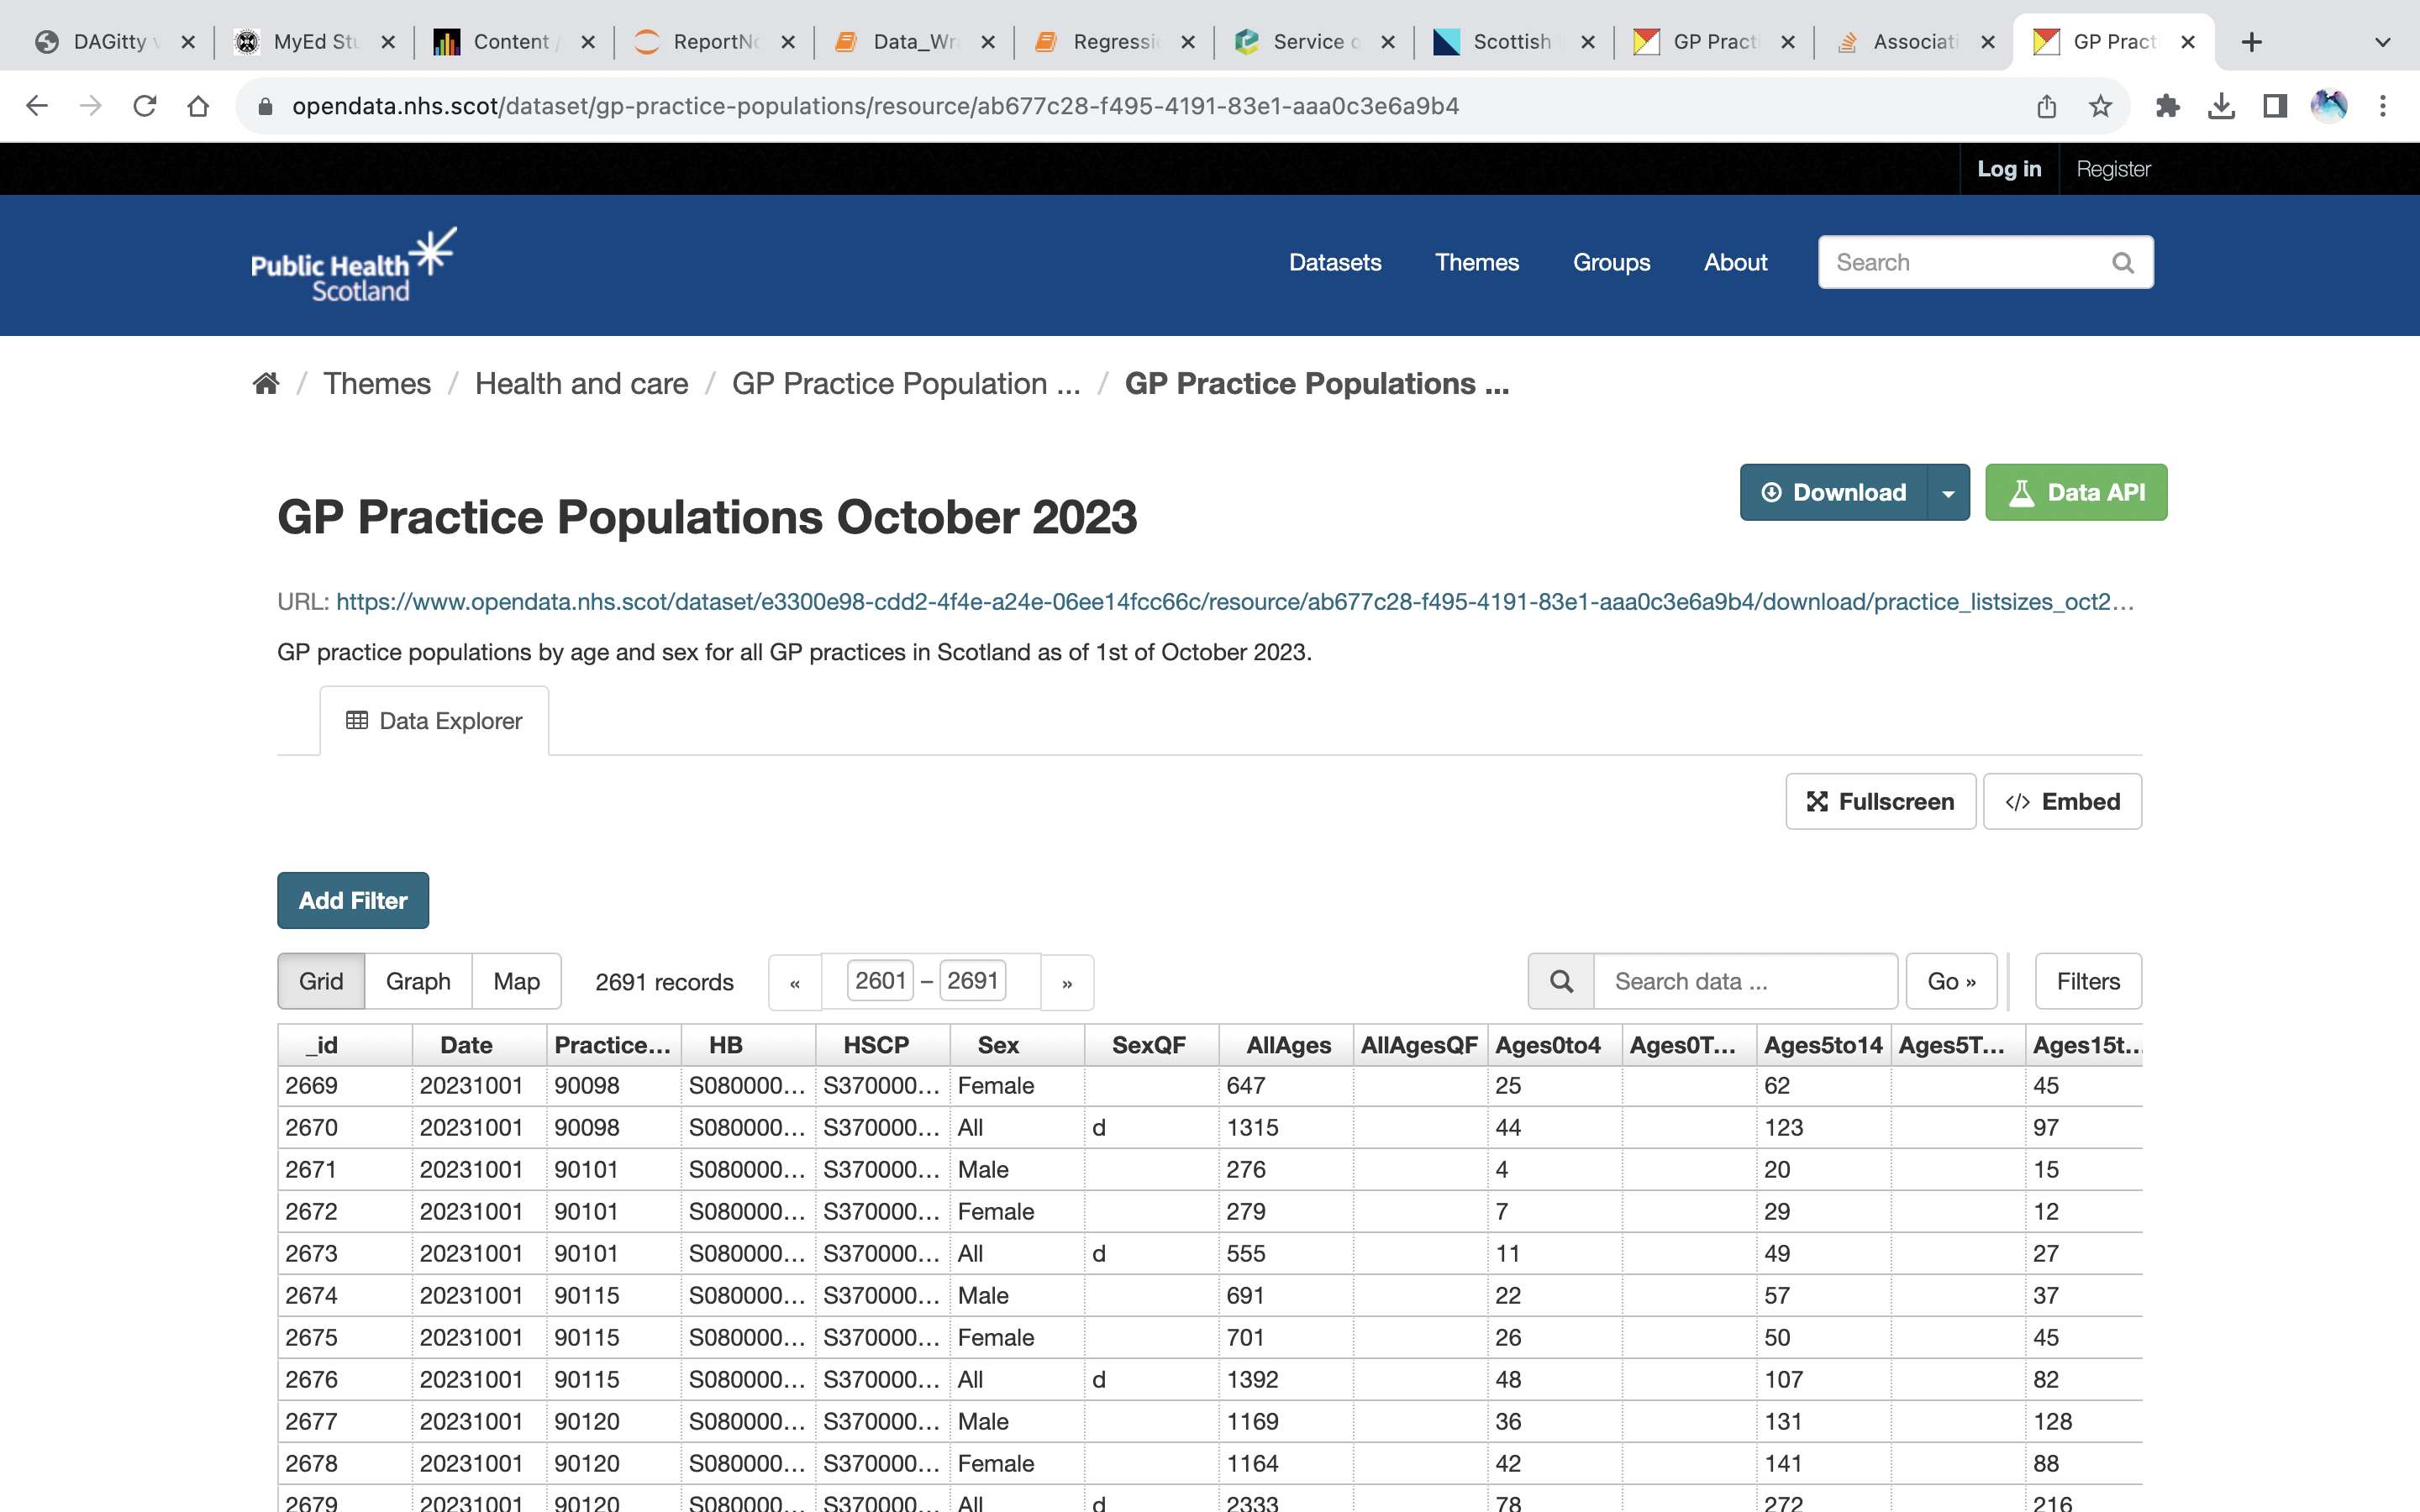 DAGitty v
MyEd Stu
Content /
ReportNo
Data_Wra
Regressio
Service o
Scottish
GP Pract
Associati
GP Pract
opendata.nhs.scot/dataset/gp-practice-populations/resource/ab677c28-f495-4191-83e1-aaa0c3e6a9b4
Log in Register
Public Health
Scotland
Datasets Themes Groups About Search
/ Themes / Health and care / GP Practice Population ... / GP Practice Populations ...
GP Practice Populations October 2023
Download Data API
URL: https://www.opendata.nhs.scot/dataset/e3300e98-cdd2-4f4e-a24e-06ee14fcc66c/resource/ab677c28-f495-4191-83e1-aaa0c3e6a9b4/download/practice_listsizes_oct2...
GP practice populations by age and sex for all GP practices in Scotland as of 1st of October 2023.
Data Explorer
Fullscreen </> Embed
Add Filter
Grid Graph Map 2691 records « 2601 – 2691 » Search data ... Go » Filters
_id Date Practice... HB HSCP Sex SexQF AllAges AllAgesQF Ages0to4 Ages0T... Ages5to14 Ages5T... Ages15t...
2669 20231001 90098 S080000... S370000... Female 647 25 62 45
2670 20231001 90098 S080000... S370000... All d 1315 44 123 97
2671 20231001 90101 S080000... S370000... Male 276 4 20 15
2672 20231001 90101 S080000... S370000... Female 279 7 29 12
2673 20231001 90101 S080000... S370000... All d 555 11 49 27
2674 20231001 90115 S080000... S370000... Male 691 22 57 37
2675 20231001 90115 S080000... S370000... Female 701 26 50 45
2676 20231001 90115 S080000... S370000... All d 1392 48 107 82
2677 20231001 90120 S080000... S370000... Male 1169 36 131 128
2678 20231001 90120 S080000... S370000... Female 1164 42 141 88
2679 20231001 90120 S080000... S370000... All d 2333 78 272 216